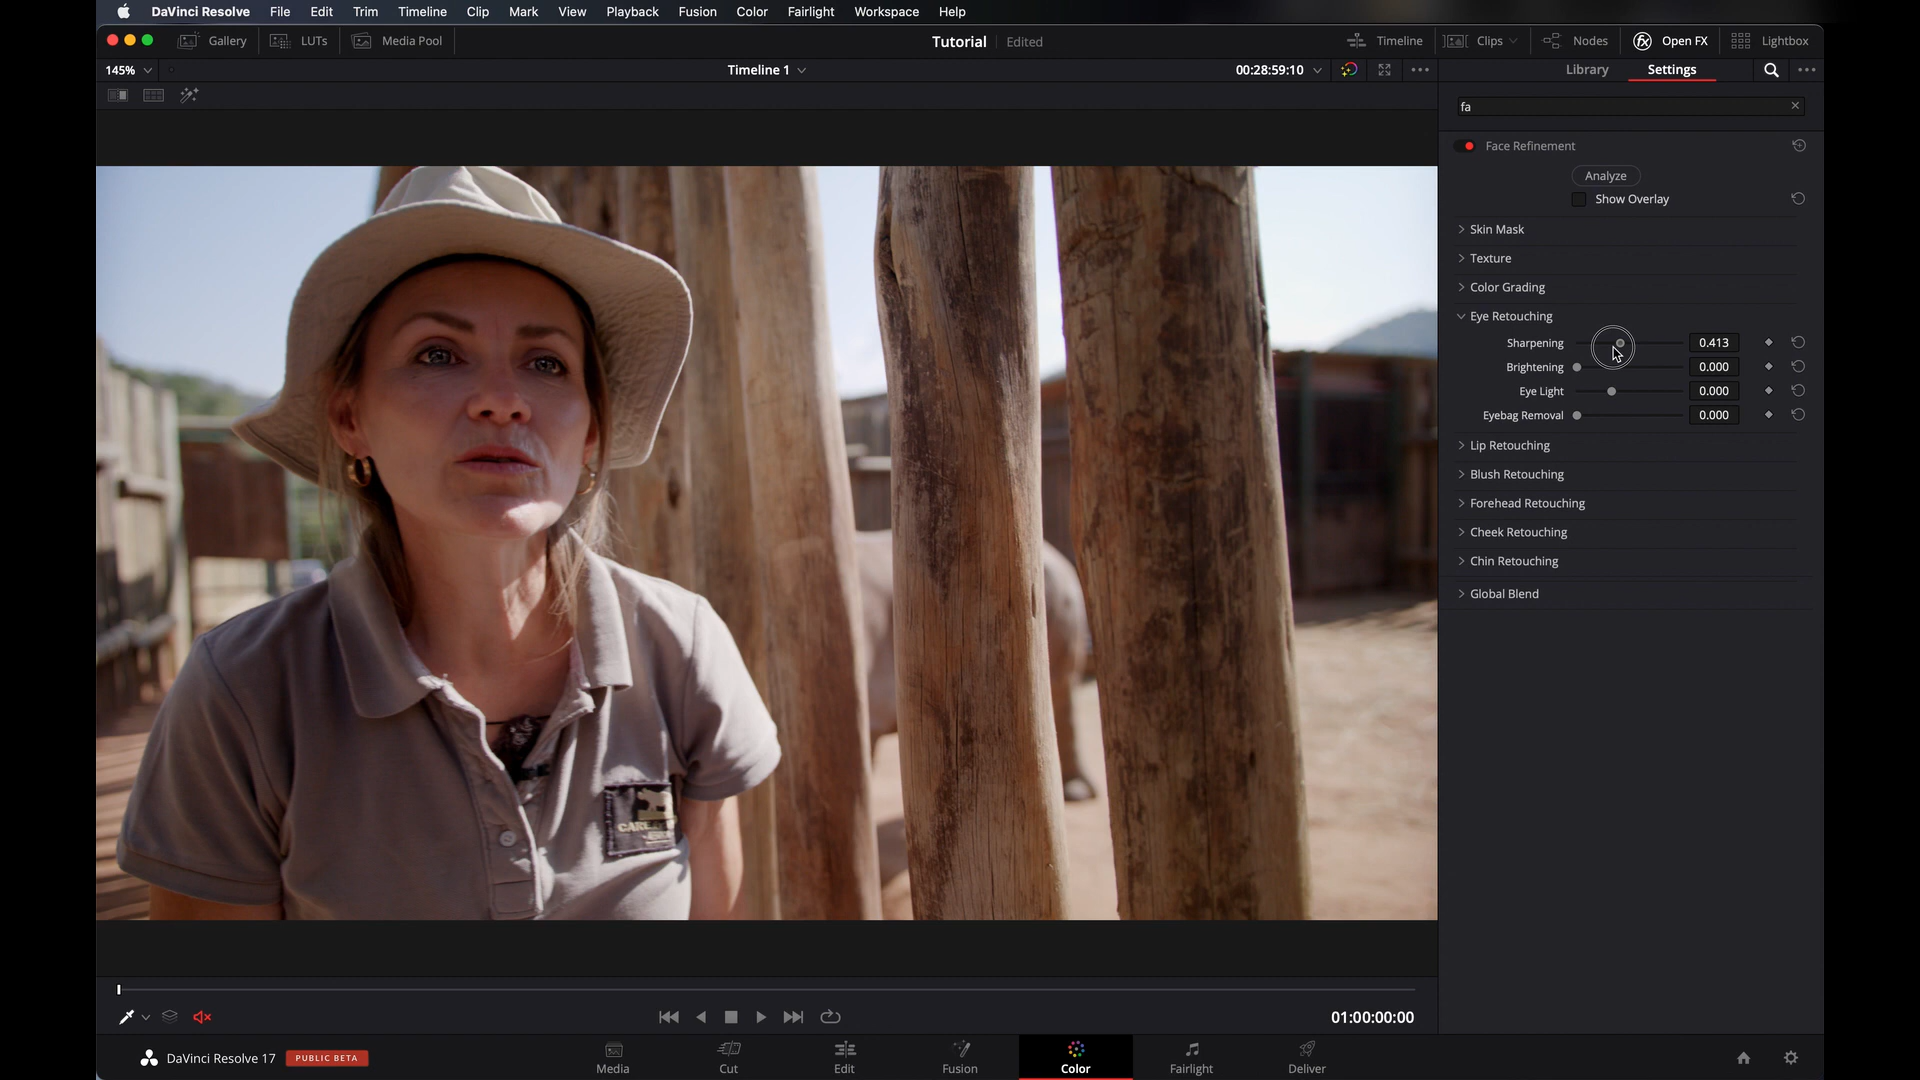 DaVinci Resolve File Edit Trim Timeline Clip Mark View Playback Fusion Color Fairlight Workspace Help
Gallery LUTs Media Pool Tutorial Edited Timeline Clips Nodes Open FX Lightbox
145% Timeline 1 00:28:59:10 Library Settings
fa
Face Refinement
Analyze
Show Overlay
Skin Mask
Texture
Color Grading
Eye Retouching
Sharpening 0.413
Brightening 0.000
Eye Light 0.000
Eyebag Removal 0.000
Lip Retouching
Blush Retouching
Forehead Retouching
Cheek Retouching
Chin Retouching
Global Blend
01:00:00:00
DaVinci Resolve 17 PUBLIC BETA Media Cut Edit Fusion Color Fairlight Deliver